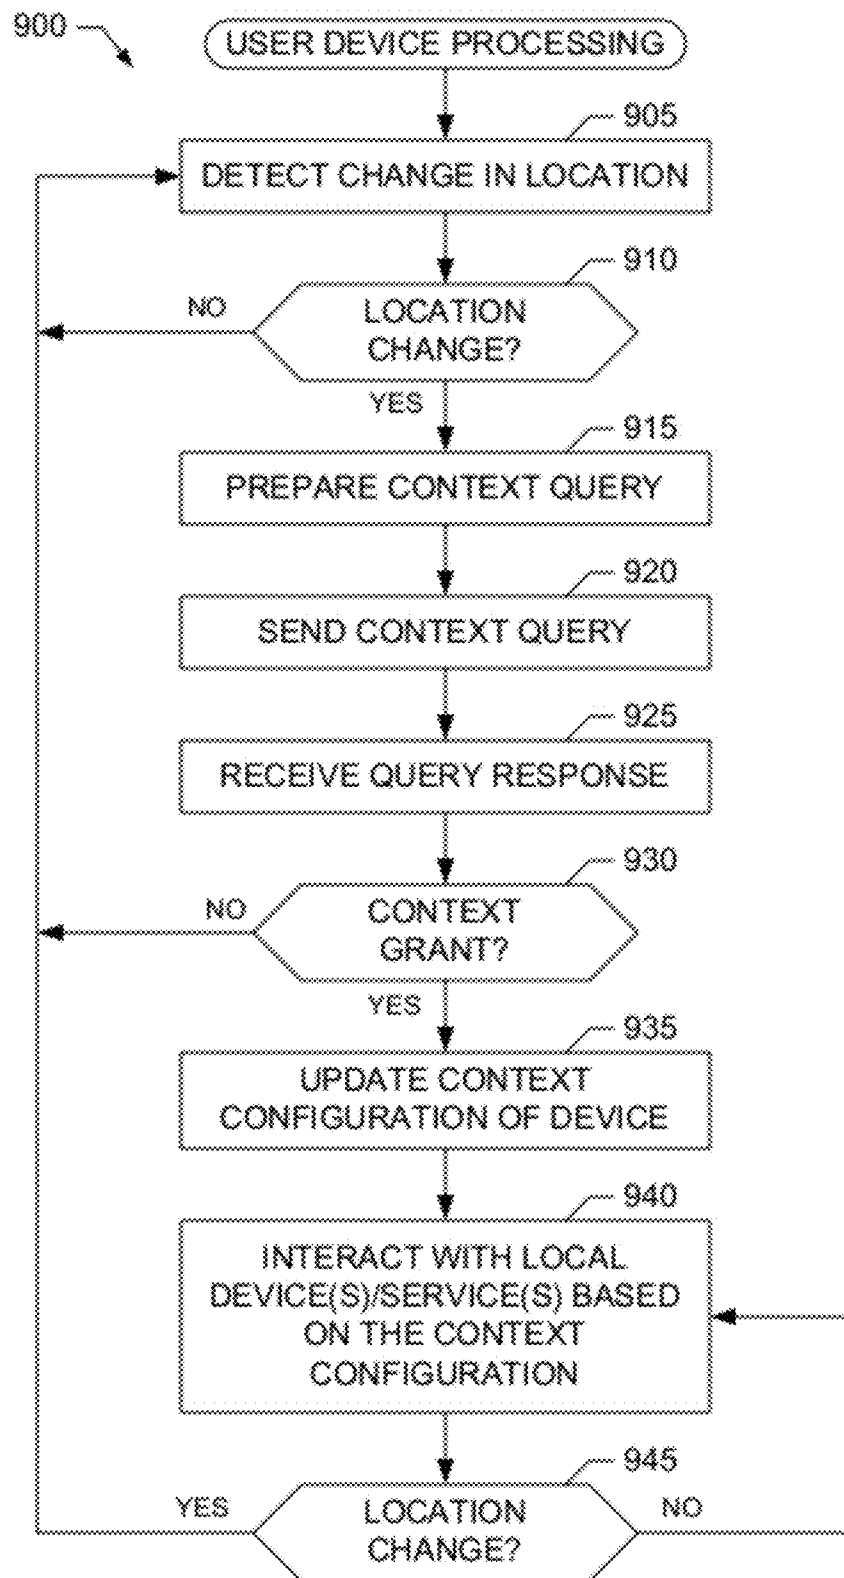 900
USER DEVICE PROCESSING
905
DETECT CHANGE IN LOCATION
910
NO
LOCATION
CHANGE?
YES
915
PREPARE CONTEXT QUERY
920
SEND CONTEXT QUERY
925
RECEIVE QUERY RESPONSE
930
NO
CONTEXT
GRANT?
YES
935
UPDATE CONTEXT
CONFIGURATION OF DEVICE
940
INTERACT WITH LOCAL
DEVICE(S)/SERVICE(S) BASED
ON THE CONTEXT
CONFIGURATION
945
YES
LOCATION
CHANGE?
NO